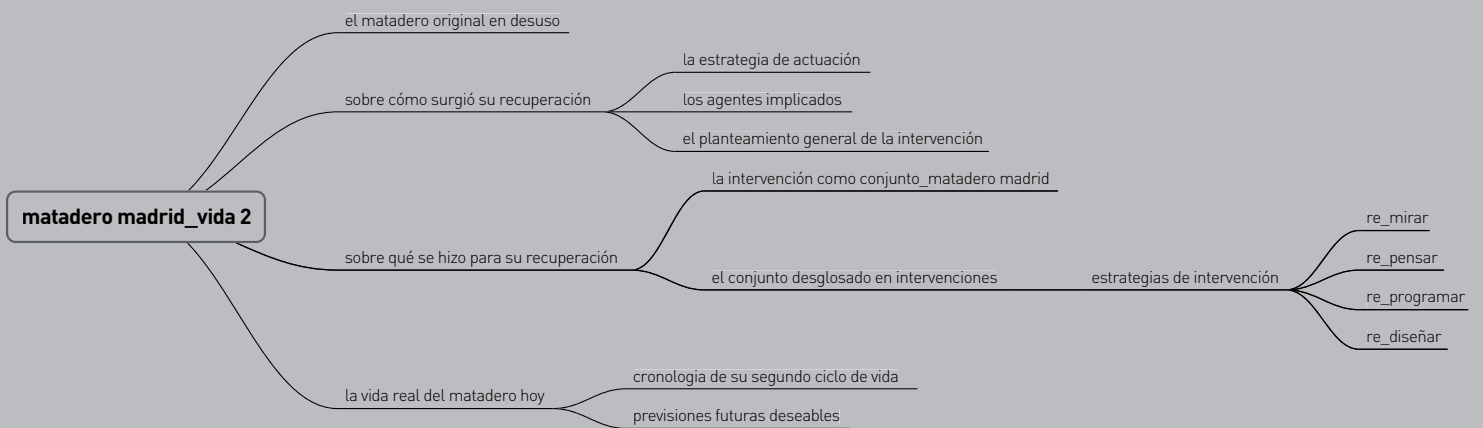 el matadero original en desuso
la estrategia de actuación
sobre cómo surgió su recuperación
los agentes implicados
el planteamiento general de la intervención
la intervención como conjunto_matadero madrid
matadero madrid_vida 2
sobre qué se hizo para su recuperación
el conjunto desglosado en intervenciones
estrategias de intervención
re_mirar
re_pensar
re_programar
re_diseñar
la vida real del matadero hoy
cronologia de su segundo ciclo de vida
previsiones futuras deseables